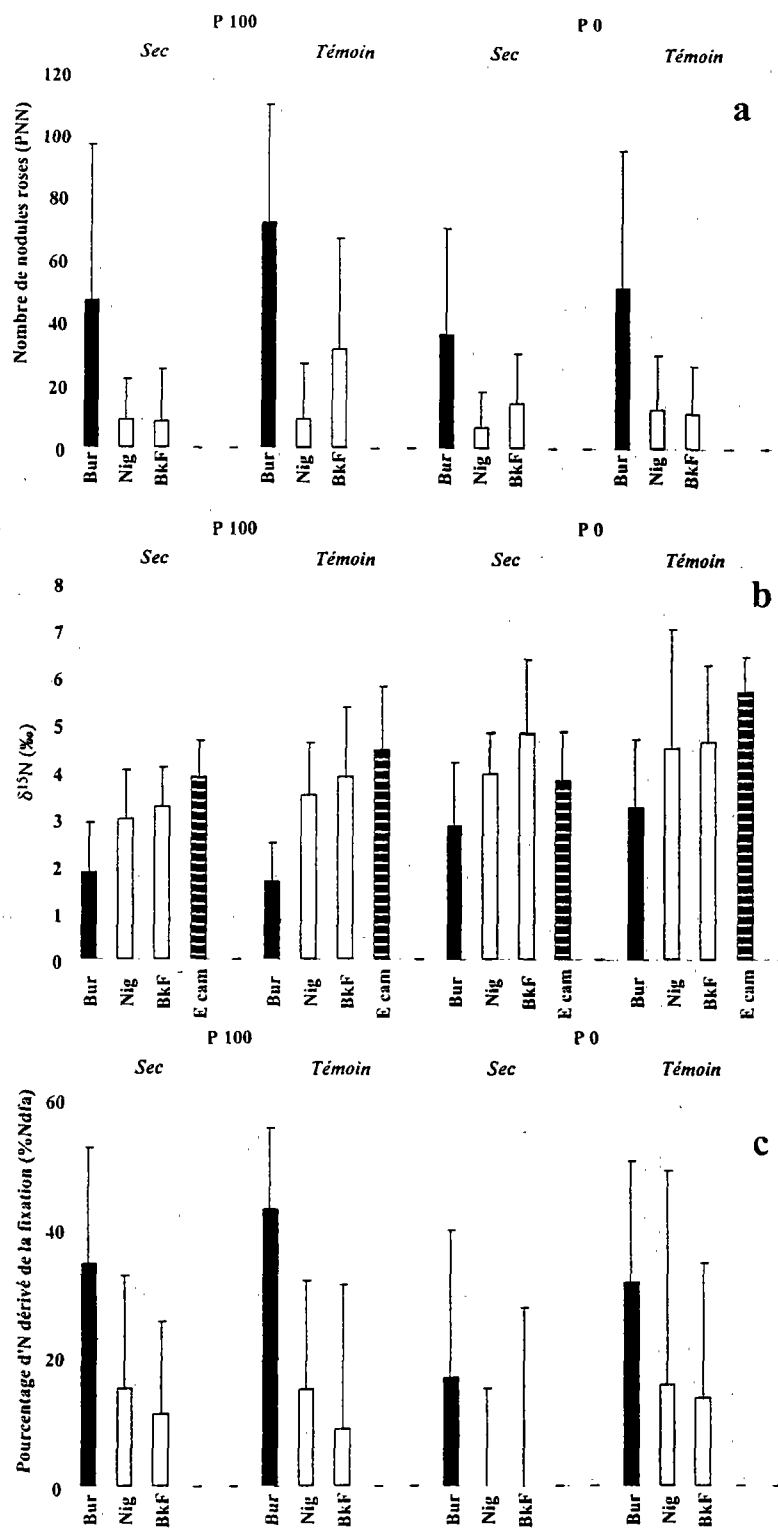 P 100
P 0
Sec
Témoin
Sec
Témoin
a
Nombre de nodules roses (PNN)
120
100
80
60
40
20
0
Bur
Nig
BkF
Bur
Nig
BkF
Bur
Nig
BkF
Bur
Nig
BkF
P 100
P 0
Sec
Témoin
Sec
Témoin
b
δ15N (‰)
8
7
6
5
4
3
2
1
0
Bur
Nig
BkF
E cam
Bur
Nig
BkF
E cam
Bur
Nig
BkF
E cam
Bur
Nig
BkF
E cam
P 100
P 0
Sec
Témoin
Sec
Témoin
c
Pourcentage d'N dérivé de la fixation (%Ndfa)
60
40
20
0
Bur
Nig
BkF
Bur
Nig
BkF
Bur
Nig
BkF
Bur
Nig
BkF